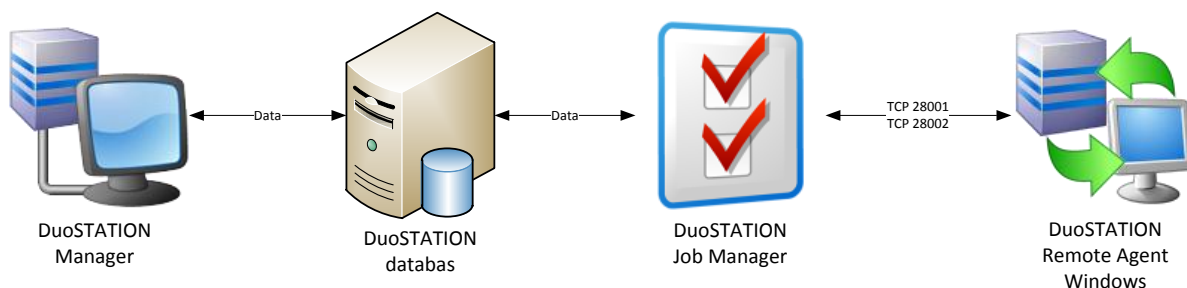 Data
Data
TCP 28001
TCP 28002
DuoSTATION
Manager
DuoSTATION
databas
DuoSTATION
Job Manager
DuoSTATION
Remote Agent
Windows